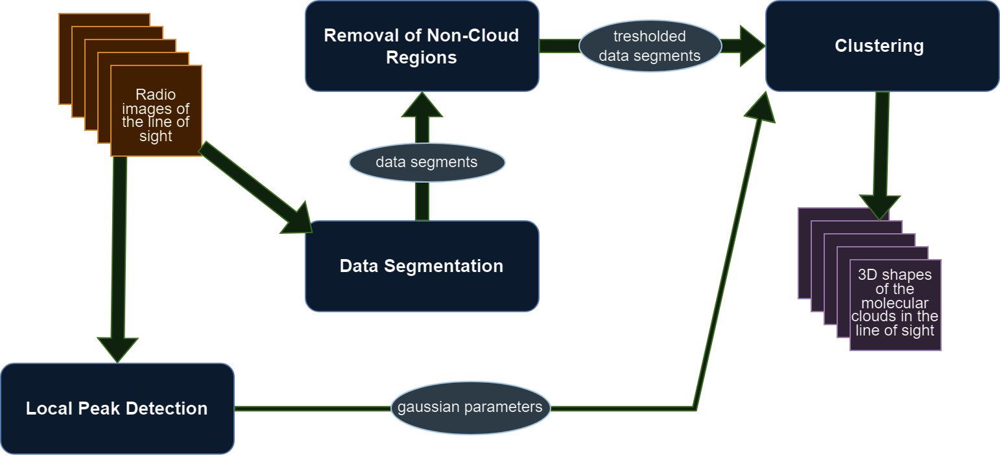 Radio
images of
the line of
sight
Removal of Non-Cloud
Regions
tresholded
data segments
Clustering
data segments
Data Segmentation
3D shapes
of the
molecular
clouds in the
line of sight
Local Peak Detection
gaussian parameters